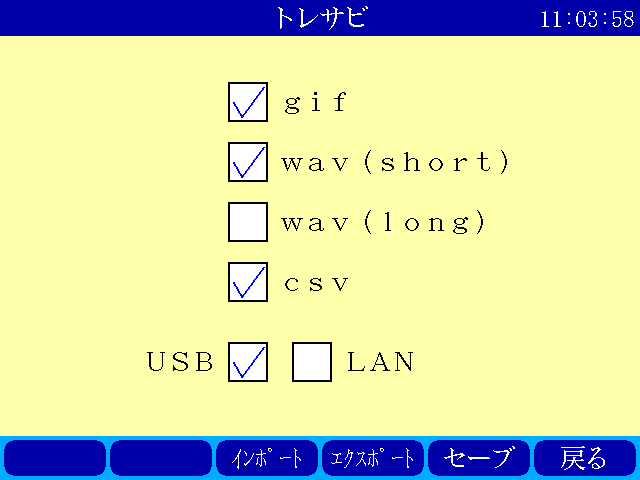 トレサビ 11:03:58
gif
wav(short)
wav(long)
csv
USB LAN
インポート エクスポート セーブ 戻る